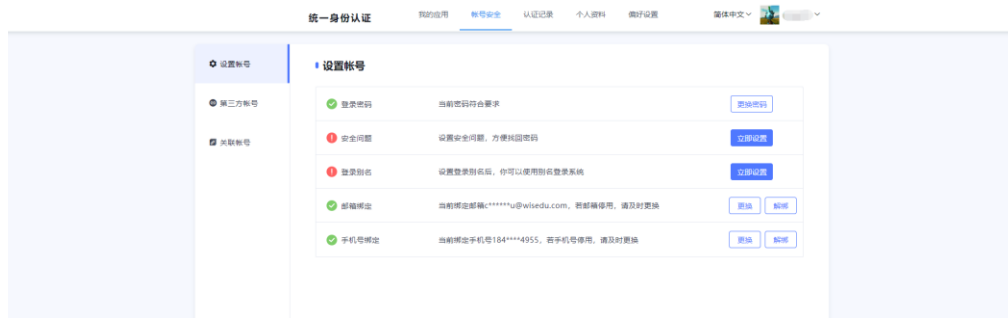 统一身份认证 我的应用 帐号安全 认证记录 个人资料 偏好设置 简体中文
设置帐号
第三方帐号
关联帐号
设置帐号
登录密码 当前密码符合要求 更换密码
安全问题 设置安全问题，方便找回密码 立即设置
登录别名 设置登录别名后，你可以使用别名登录系统 立即设置
邮箱绑定 当前绑定邮箱c******u@wisedu.com，若邮箱停用，请及时更换 更换 解绑
手机号绑定 当前绑定手机号184****4955，若手机号停用，请及时更换 更换 解绑